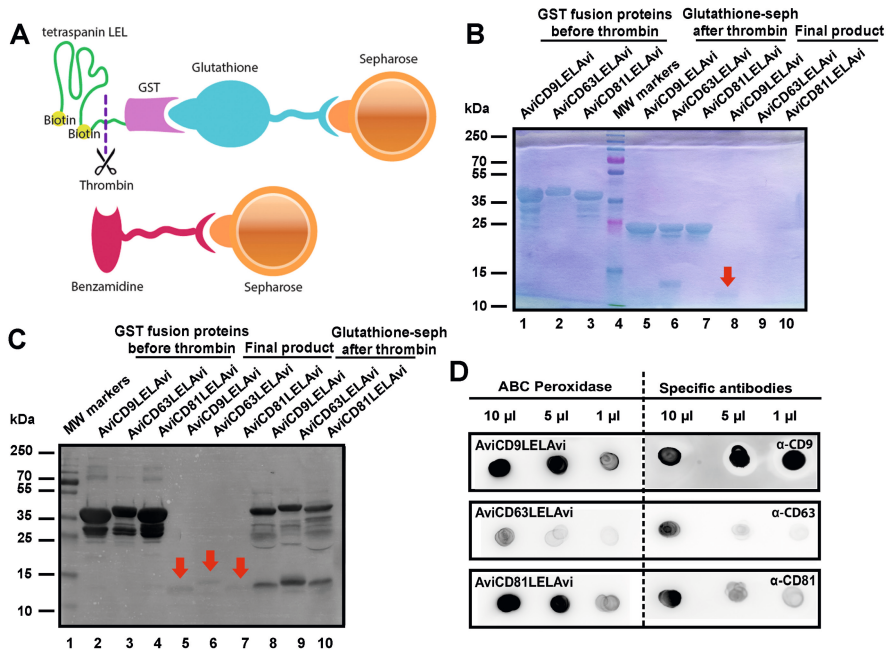 A
tetraspanin LEL
Biotin
Biotin
GST
Glutathione
Sepharose
Thrombin
Benzamidine
Sepharose
B
GST fusion proteins
before thrombin
Glutathione-seph
after thrombin
Final product
AviCD9LELAvi
AviCD63LELAvi
AviCD81LELAvi
MW markers
AviCD9LELAvi
AviCD63LELAvi
AviCD81LELAvi
AviCD9LELAvi
AviCD63LELAvi
AviCD81LELAvi
kDa
250
70
55
35
25
15
10
1 2 3 4 5 6 7 8 9 10
C
GST fusion proteins
before thrombin
Final product
Glutathione-seph
after thrombin
MW markers
AviCD9LELAvi
AviCD63LELAvi
AviCD81LELAvi
AviCD9LELAvi
AviCD63LELAvi
AviCD81LELAvi
AviCD9LELAvi
AviCD63LELAvi
AviCD81LELAvi
kDa
250
70
55
35
25
15
10
1 2 3 4 5 6 7 8 9 10
D
ABC Peroxidase Specific antibodies
10 µl 5 µl 1 µl 10 µl 5 µl 1 µl
AviCD9LELAvi α-CD9
AviCD63LELAvi α-CD63
AviCD81LELAvi α-CD81